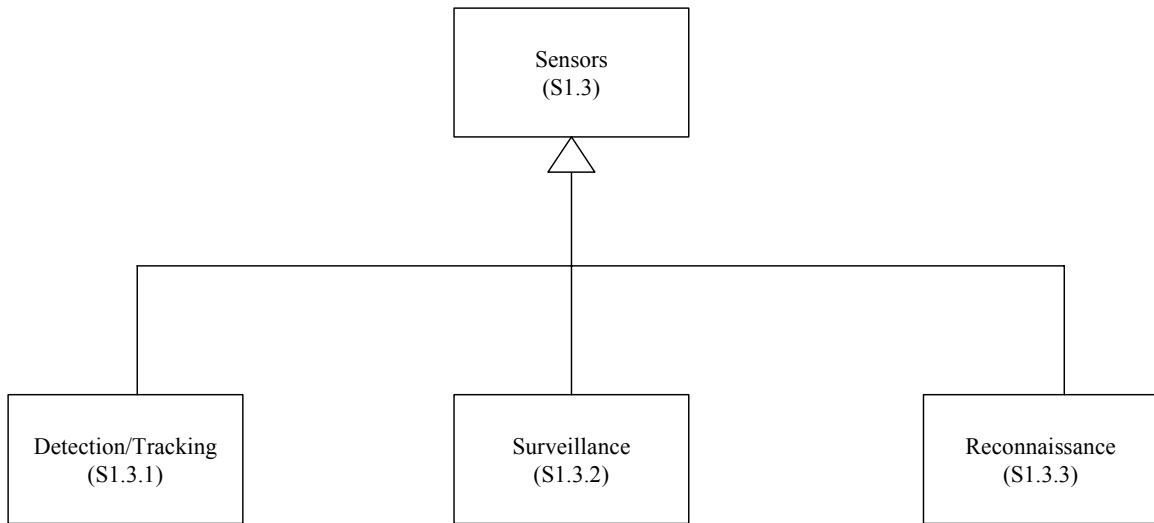 Sensors
(S1.3)
Detection/Tracking
(S1.3.1)
Surveillance
(S1.3.2)
Reconnaissance
(S1.3.3)